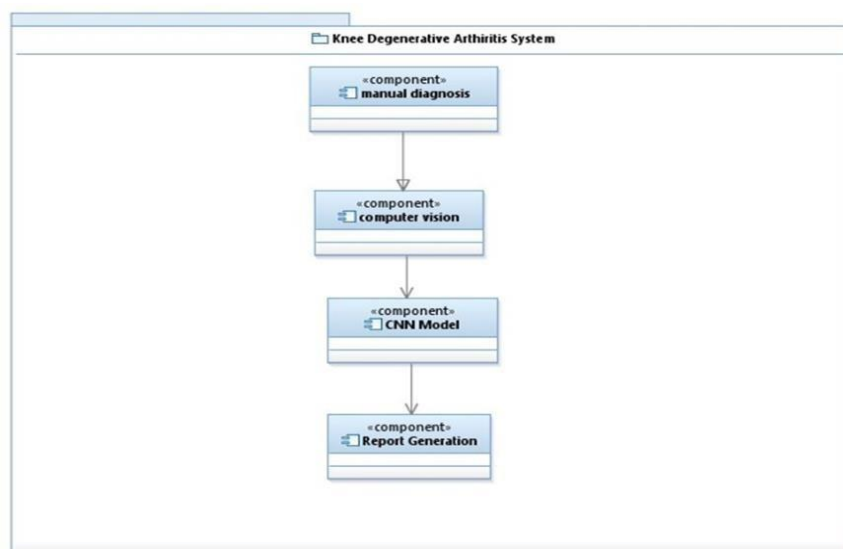 Knee Degenerative Arthiritis System
«component»
manual diagnosis
«component»
computer vision
«component»
CNN Model
«component»
Report Generation